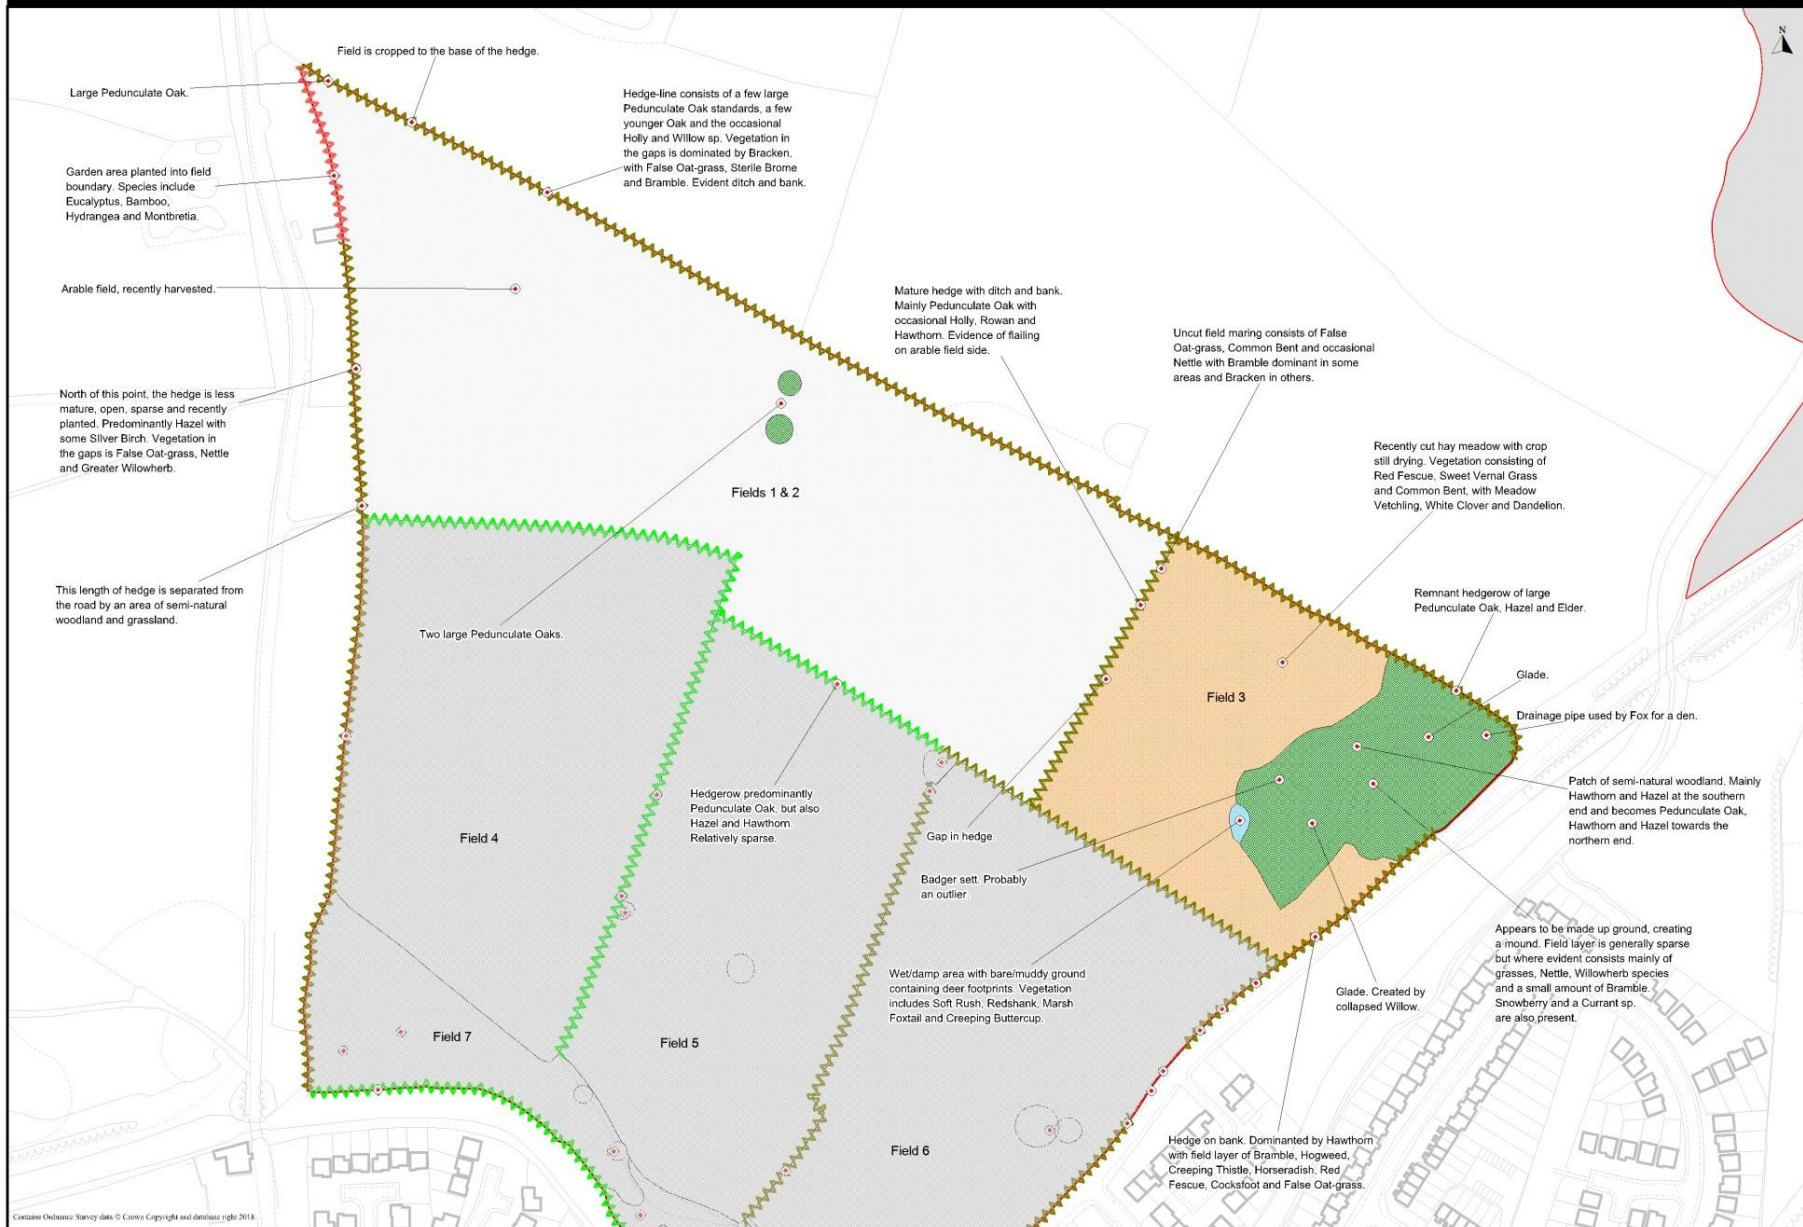 N
Field is cropped to the base of the hedge.
Large Pedunculate Oak.
Hedge-line consists of a few large
Pedunculate Oak standards, a few
younger Oak and the occasional
Holly and Willow sp. Vegetation in
the gaps is dominated by Bracken,
with False Oat-grass, Sterile Brome
and Bramble. Evident ditch and bank.
Garden area planted into field
boundary. Species include
Eucalyptus, Bamboo,
Hydrangea and Montbretia.
Arable field, recently harvested.
Mature hedge with ditch and bank.
Mainly Pedunculate Oak with
occasional Holly, Rowan and
Hawthorn. Evidence of flailing
on arable field side.
Uncut field maring consists of False
Oat-grass, Common Bent and occasional
Nettle with Bramble dominant in some
areas and Bracken in others.
North of this point, the hedge is less
mature, open, sparse and recently
planted. Predominantly Hazel with
some Silver Birch. Vegetation in
the gaps is False Oat-grass, Nettle
and Greater Wilowherb.
Recently cut hay meadow with crop
still drying. Vegetation consisting of
Red Fescue, Sweet Vernal Grass
and Common Bent, with Meadow
Vetchling, White Clover and Dandelion.
Fields 1 & 2
This length of hedge is separated from
the road by an area of semi-natural
woodland and grassland.
Two large Pedunculate Oaks.
Remnant hedgerow of large
Pedunculate Oak, Hazel and Elder.
Glade.
Field 3
Drainage pipe used by Fox for a den.
Patch of semi-natural woodland. Mainly
Hawthorn and Hazel at the southern
end and becomes Pedunculate Oak,
Hawthorn and Hazel towards the
northern end.
Hedgerow predominantly
Pedunculate Oak, but also
Hazel and Hawthorn.
Relatively sparse.
Field 4
Gap in hedge.
Badger sett. Probably
an outlier.
Appears to be made up ground, creating
a mound. Field layer is generally sparse
but where evident consists mainly of
grasses, Nettle, Willowherb species
and a small amount of Bramble.
Snowberry and a Currant sp.
are also present.
Wet/damp area with bare/muddy ground
containing deer footprints. Vegetation
includes Soft Rush, Redshank, Marsh
Foxtail and Creeping Buttercup.
Glade. Created by
collapsed Willow.
Field 7
Field 5
Field 6
Hedge on bank. Dominanted by Hawthorn
with field layer of Bramble, Hogweed,
Creeping Thistle, Horseradish, Red
Fescue, Cocksfoot and False Oat-grass.
Contains Ordnance Survey data © Crown Copyright and database right 2018